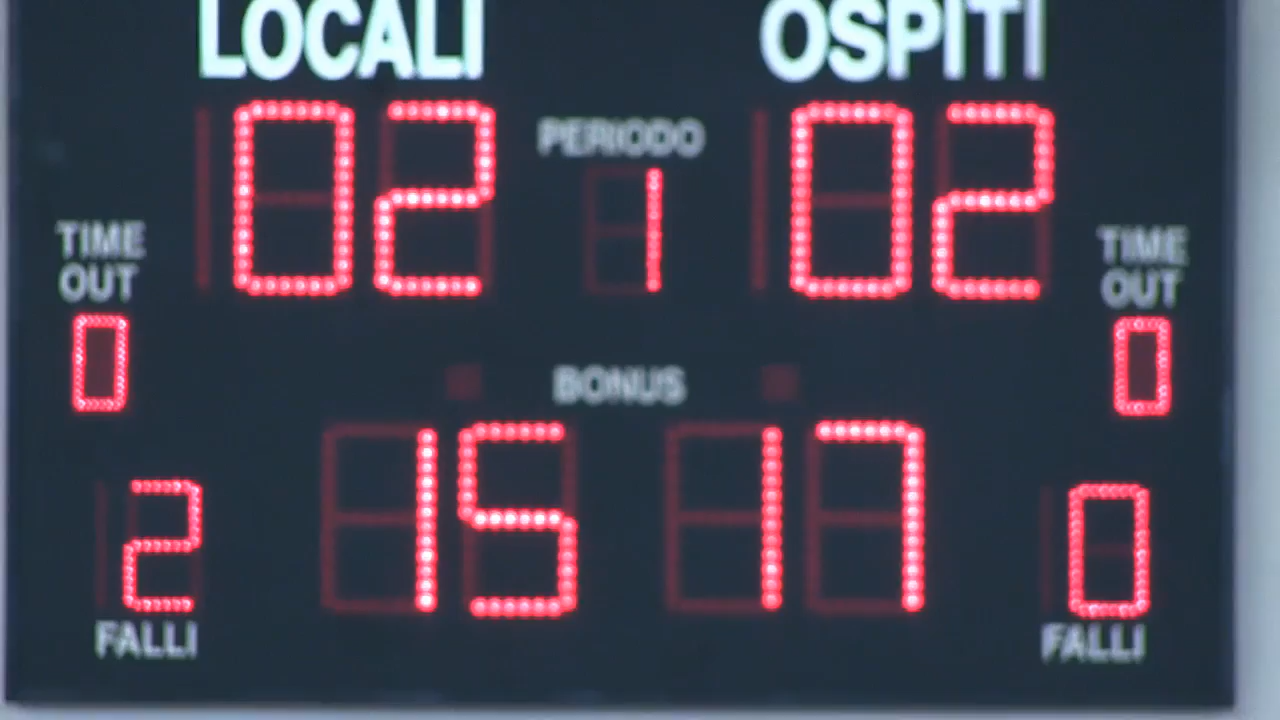 LOCALI OSPITI
02 PERIODO 02
1
TIME OUT TIME OUT
0 0
BONUS
15 17
2 0
FALLI FALLI